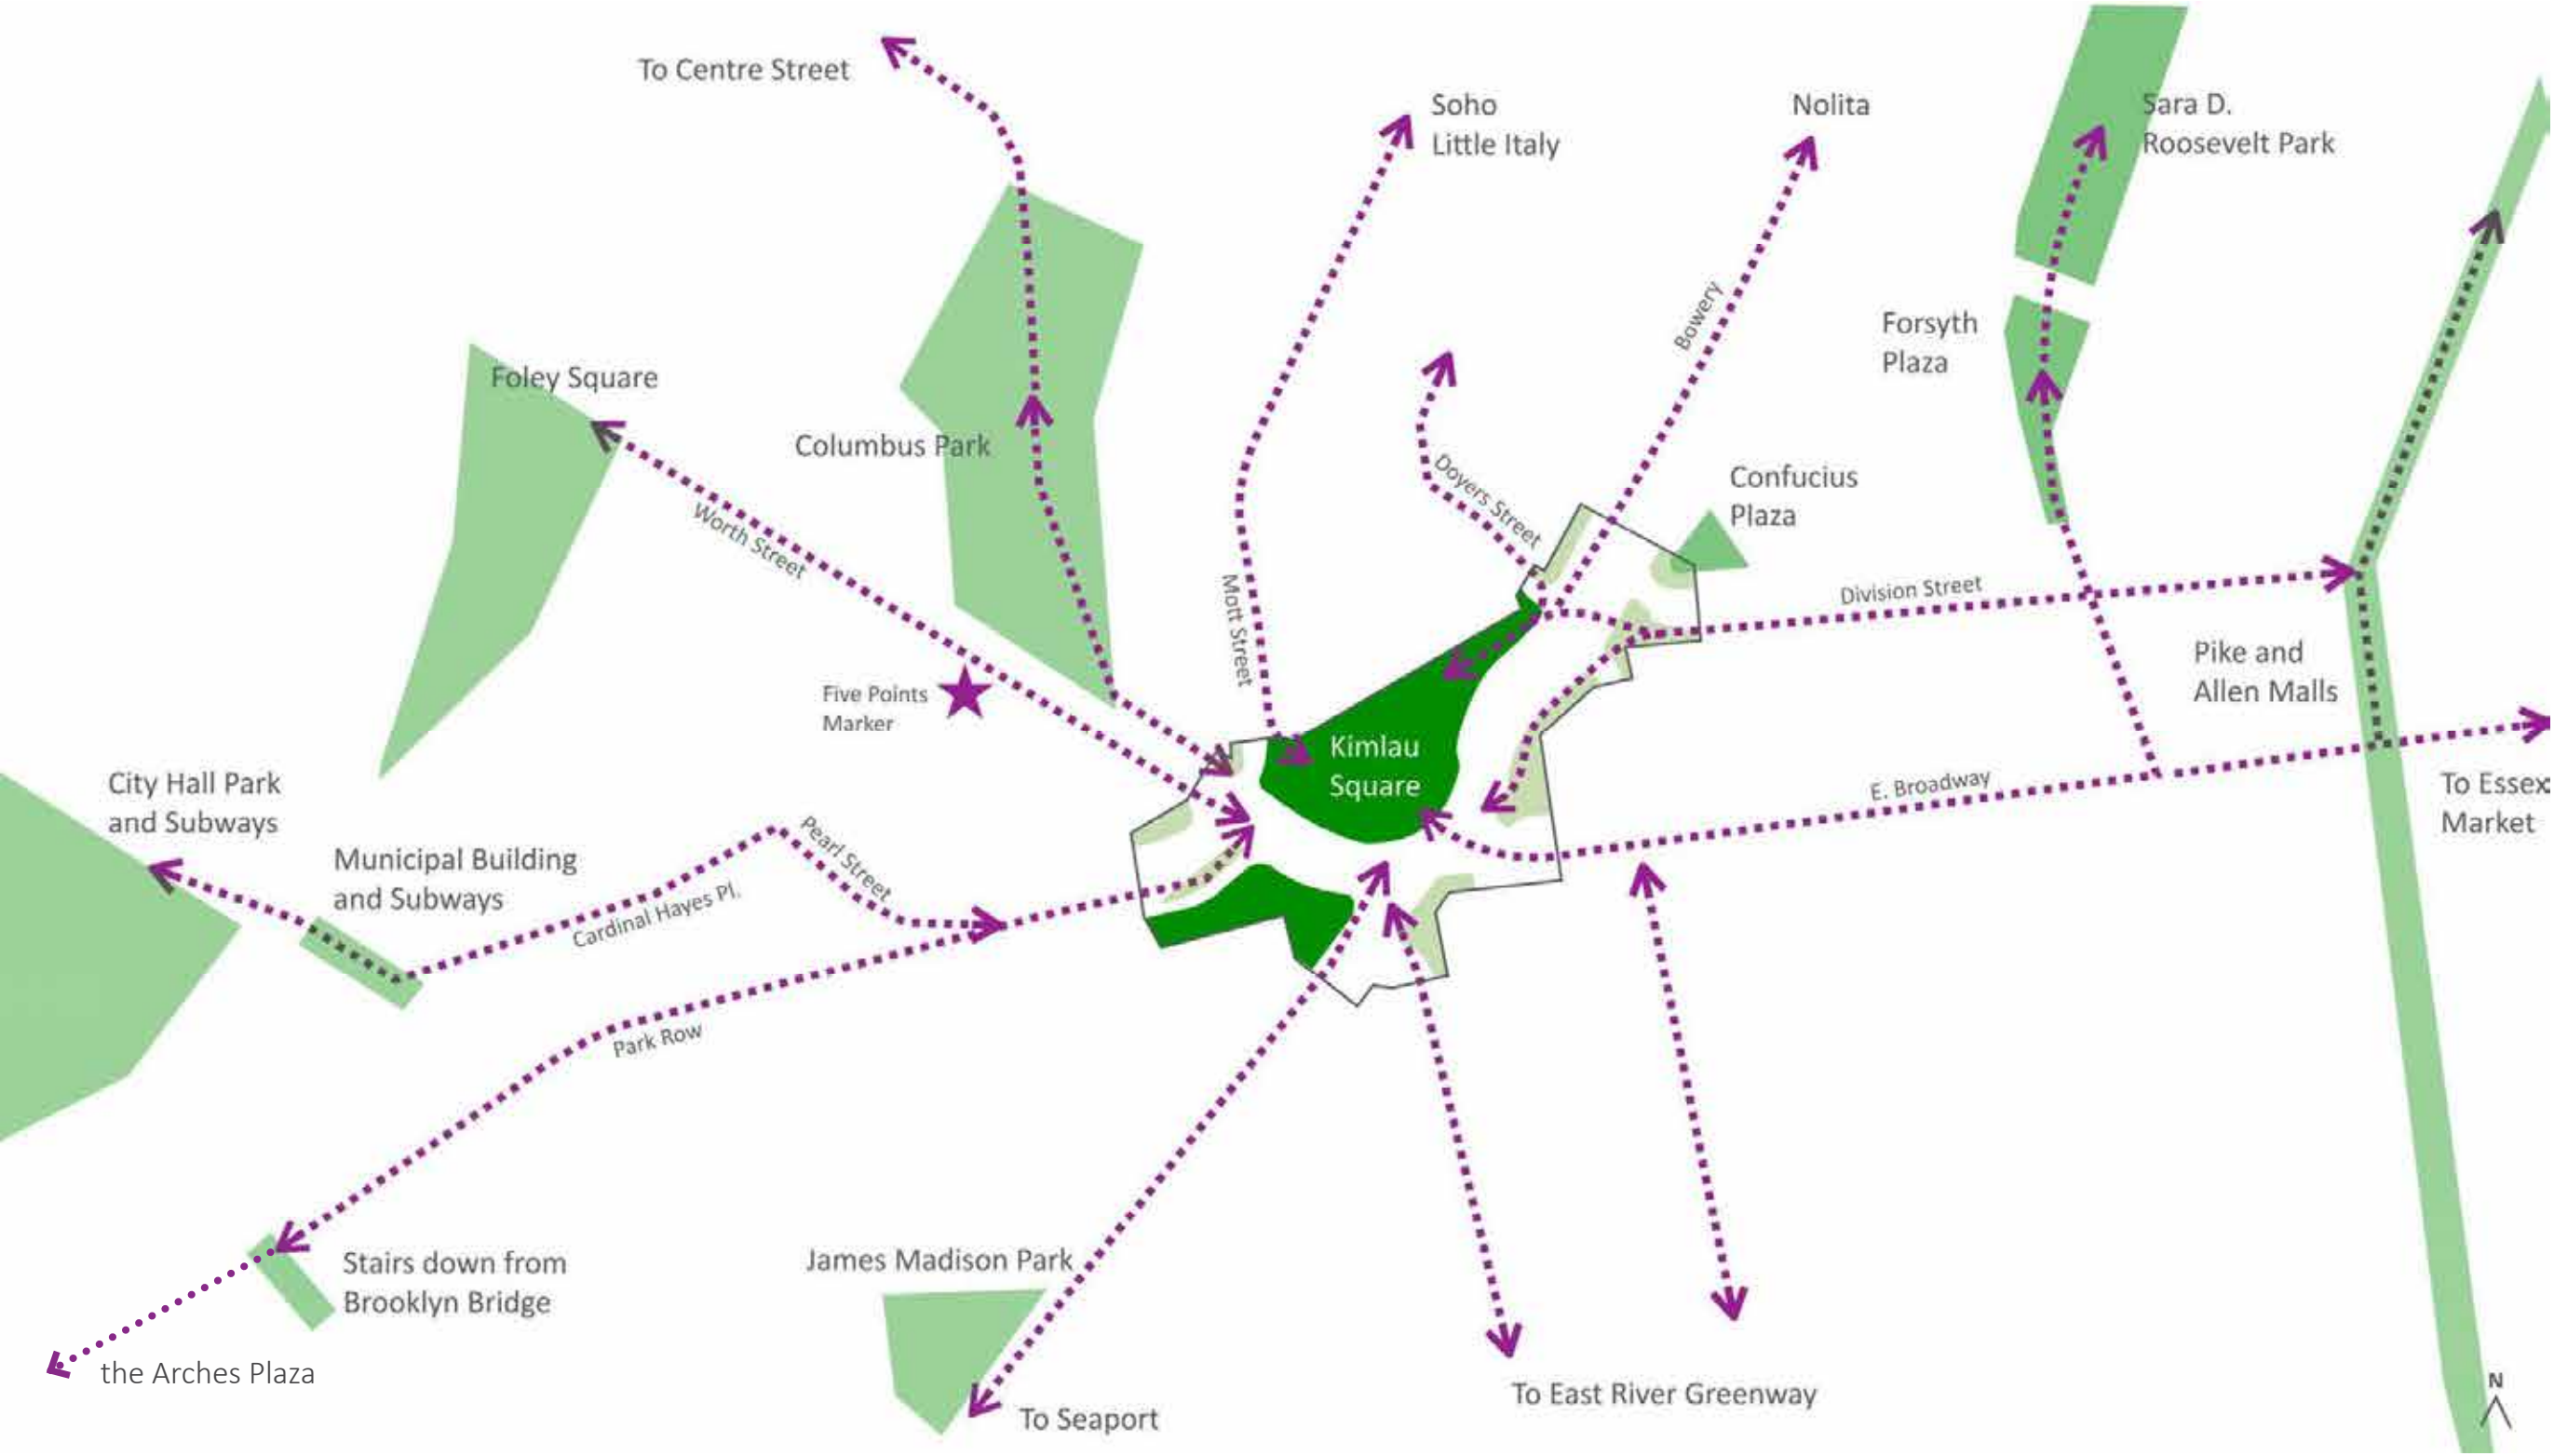 To Centre Street
Soho
Little Italy
Nolita
Sara D.
Roosevelt Park
Bowery
Forsyth
Plaza
Foley Square
Columbus Park
Doyers Street
Confucius
Plaza
Worth Street
Mott Street
Division Street
Pike and
Allen Malls
Five Points
Marker
Kimlau
Square
City Hall Park
and Subways
Municipal Building
and Subways
Pearl Street
Cardinal Hayes Pl.
E. Broadway
To Essex
Market
Park Row
Stairs down from
Brooklyn Bridge
the Arches Plaza
James Madison Park
To Seaport
To East River Greenway
N